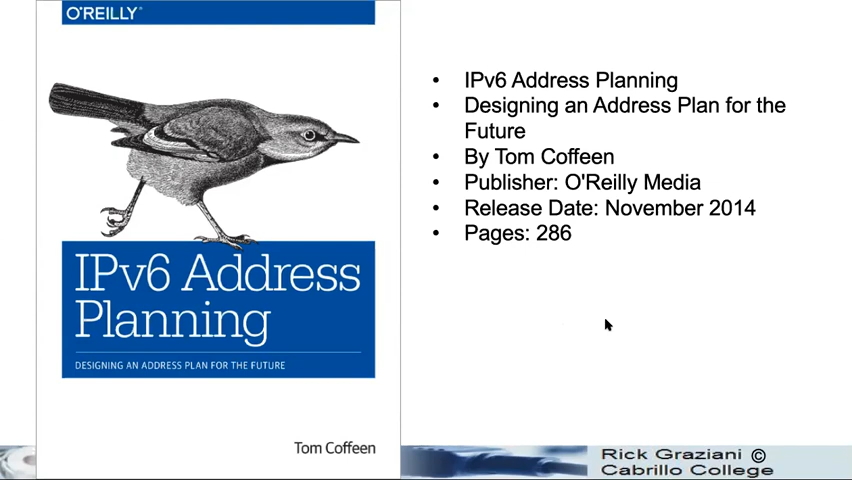 O'REILLY®
IPv6 Address
Planning
DESIGNING AN ADDRESS PLAN FOR THE FUTURE
Tom Coffeen
• IPv6 Address Planning
• Designing an Address Plan for the
Future
• By Tom Coffeen
• Publisher: O'Reilly Media
• Release Date: November 2014
• Pages: 286
Rick Graziani ©
Cabrillo College